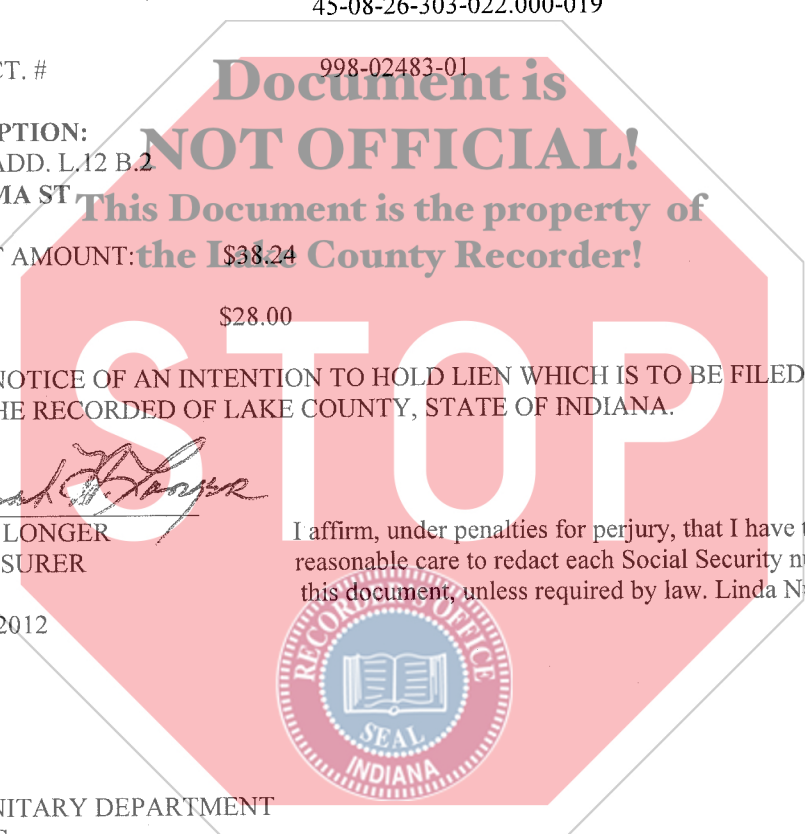 45-08-26-303-022.000-019
CT. # 998-02483-01
Document is
PTION:
NOT OFFICIAL!
ADD. L.12 B.2
MA ST
This Document is the property of
T AMOUNT: $38.24
the Lake County Recorder!
$28.00
STOP
NOTICE OF AN INTENTION TO HOLD LIEN WHICH IS TO BE FILED
HE RECORDED OF LAKE COUNTY, STATE OF INDIANA.
LONGER
SURER
I affirm, under penalties for perjury, that I have t
reasonable care to redact each Social Security nu
this document, unless required by law. Linda N
2012
RECORDER'S OFFICE
SEAL
INDIANA
NITARY DEPARTMENT